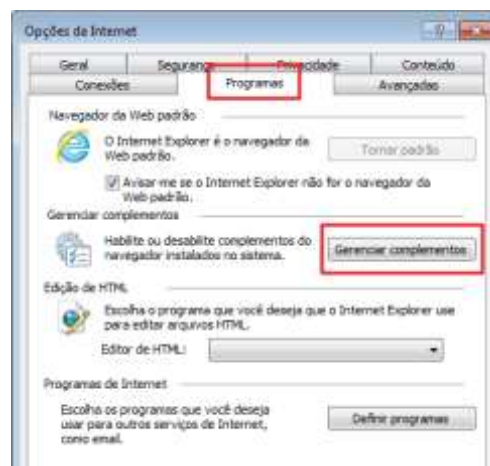 Opções da Internet
Geral Segurança Privacidade Conteúdo
Conexões Programas Avançadas
Navegador da Web padrão
O Internet Explorer é o navegador da
Web padrão.
Tornar padrão
Avisar-me se o Internet Explorer não for o navegador da
Web padrão.
Gerenciar complementos
Habilite ou desabilite complementos do
navegador instalados no sistema.
Gerenciar complementos
Edição de HTML
Escolha o programa que você deseja que o Internet Explorer use
para editar arquivos HTML.
Editor de HTML:
Programas de Internet
Escolha os programas que você deseja
usar para outros serviços de Internet,
como email.
Definir programas